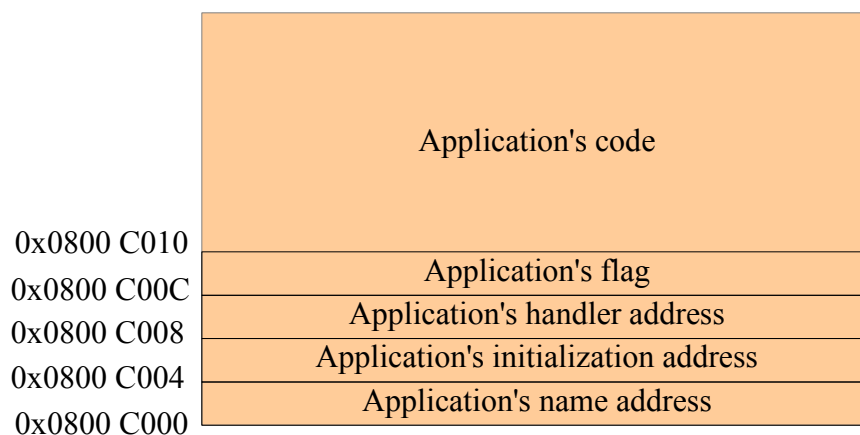 Application's code
0x0800 C010
Application's flag
0x0800 C00C
Application's handler address
0x0800 C008
Application's initialization address
0x0800 C004
Application's name address
0x0800 C000